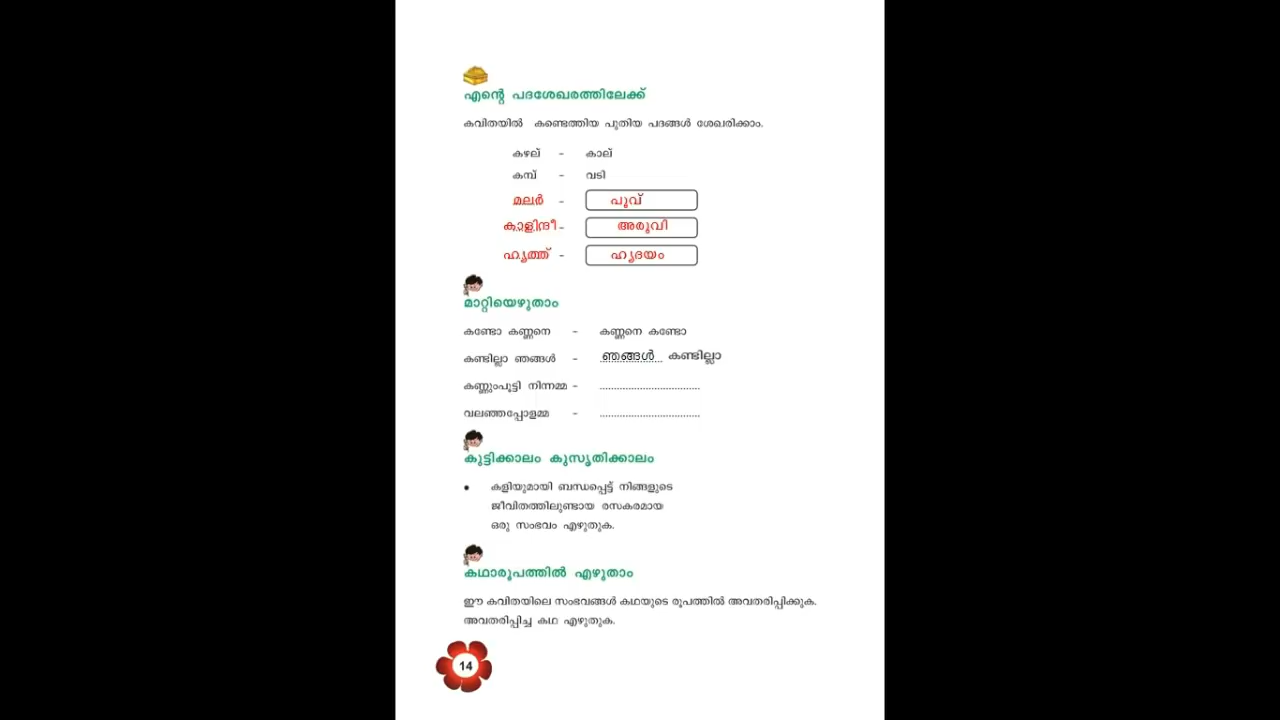 എന്റെ പദശേഖരത്തിലേക്ക്
കവിതയിൽ കണ്ടെത്തിയ പുതിയ പദങ്ങൾ ശേഖരിക്കാം.
കഴല് - കാല്
കമ്പ് - വടി
മലർ - പൂവ്
കാളിന്ദീ - അരുവി
ഹൃത്ത് - ഹൃദയം
മാറ്റിയെഴുതാം
കണ്ടോ കണ്ണനെ - കണ്ണനെ കണ്ടോ
കണ്ടില്ലാ ഞങ്ങൾ - ഞങ്ങൾ കണ്ടില്ലാ
കണ്ണുംപൂട്ടി നിന്നമ്മ - ..................................
വലഞ്ഞപ്പോളമ്മ - ..................................
കുട്ടിക്കാലം കുസൃതിക്കാലം
• കളിയുമായി ബന്ധപ്പെട്ട് നിങ്ങളുടെ
ജീവിതത്തിലുണ്ടായ രസകരമായ
ഒരു സംഭവം എഴുതുക.
കഥാരൂപത്തിൽ എഴുതാം
ഈ കവിതയിലെ സംഭവങ്ങൾ കഥയുടെ രൂപത്തിൽ അവതരിപ്പിക്കുക.
അവതരിപ്പിച്ച കഥ എഴുതുക.
14